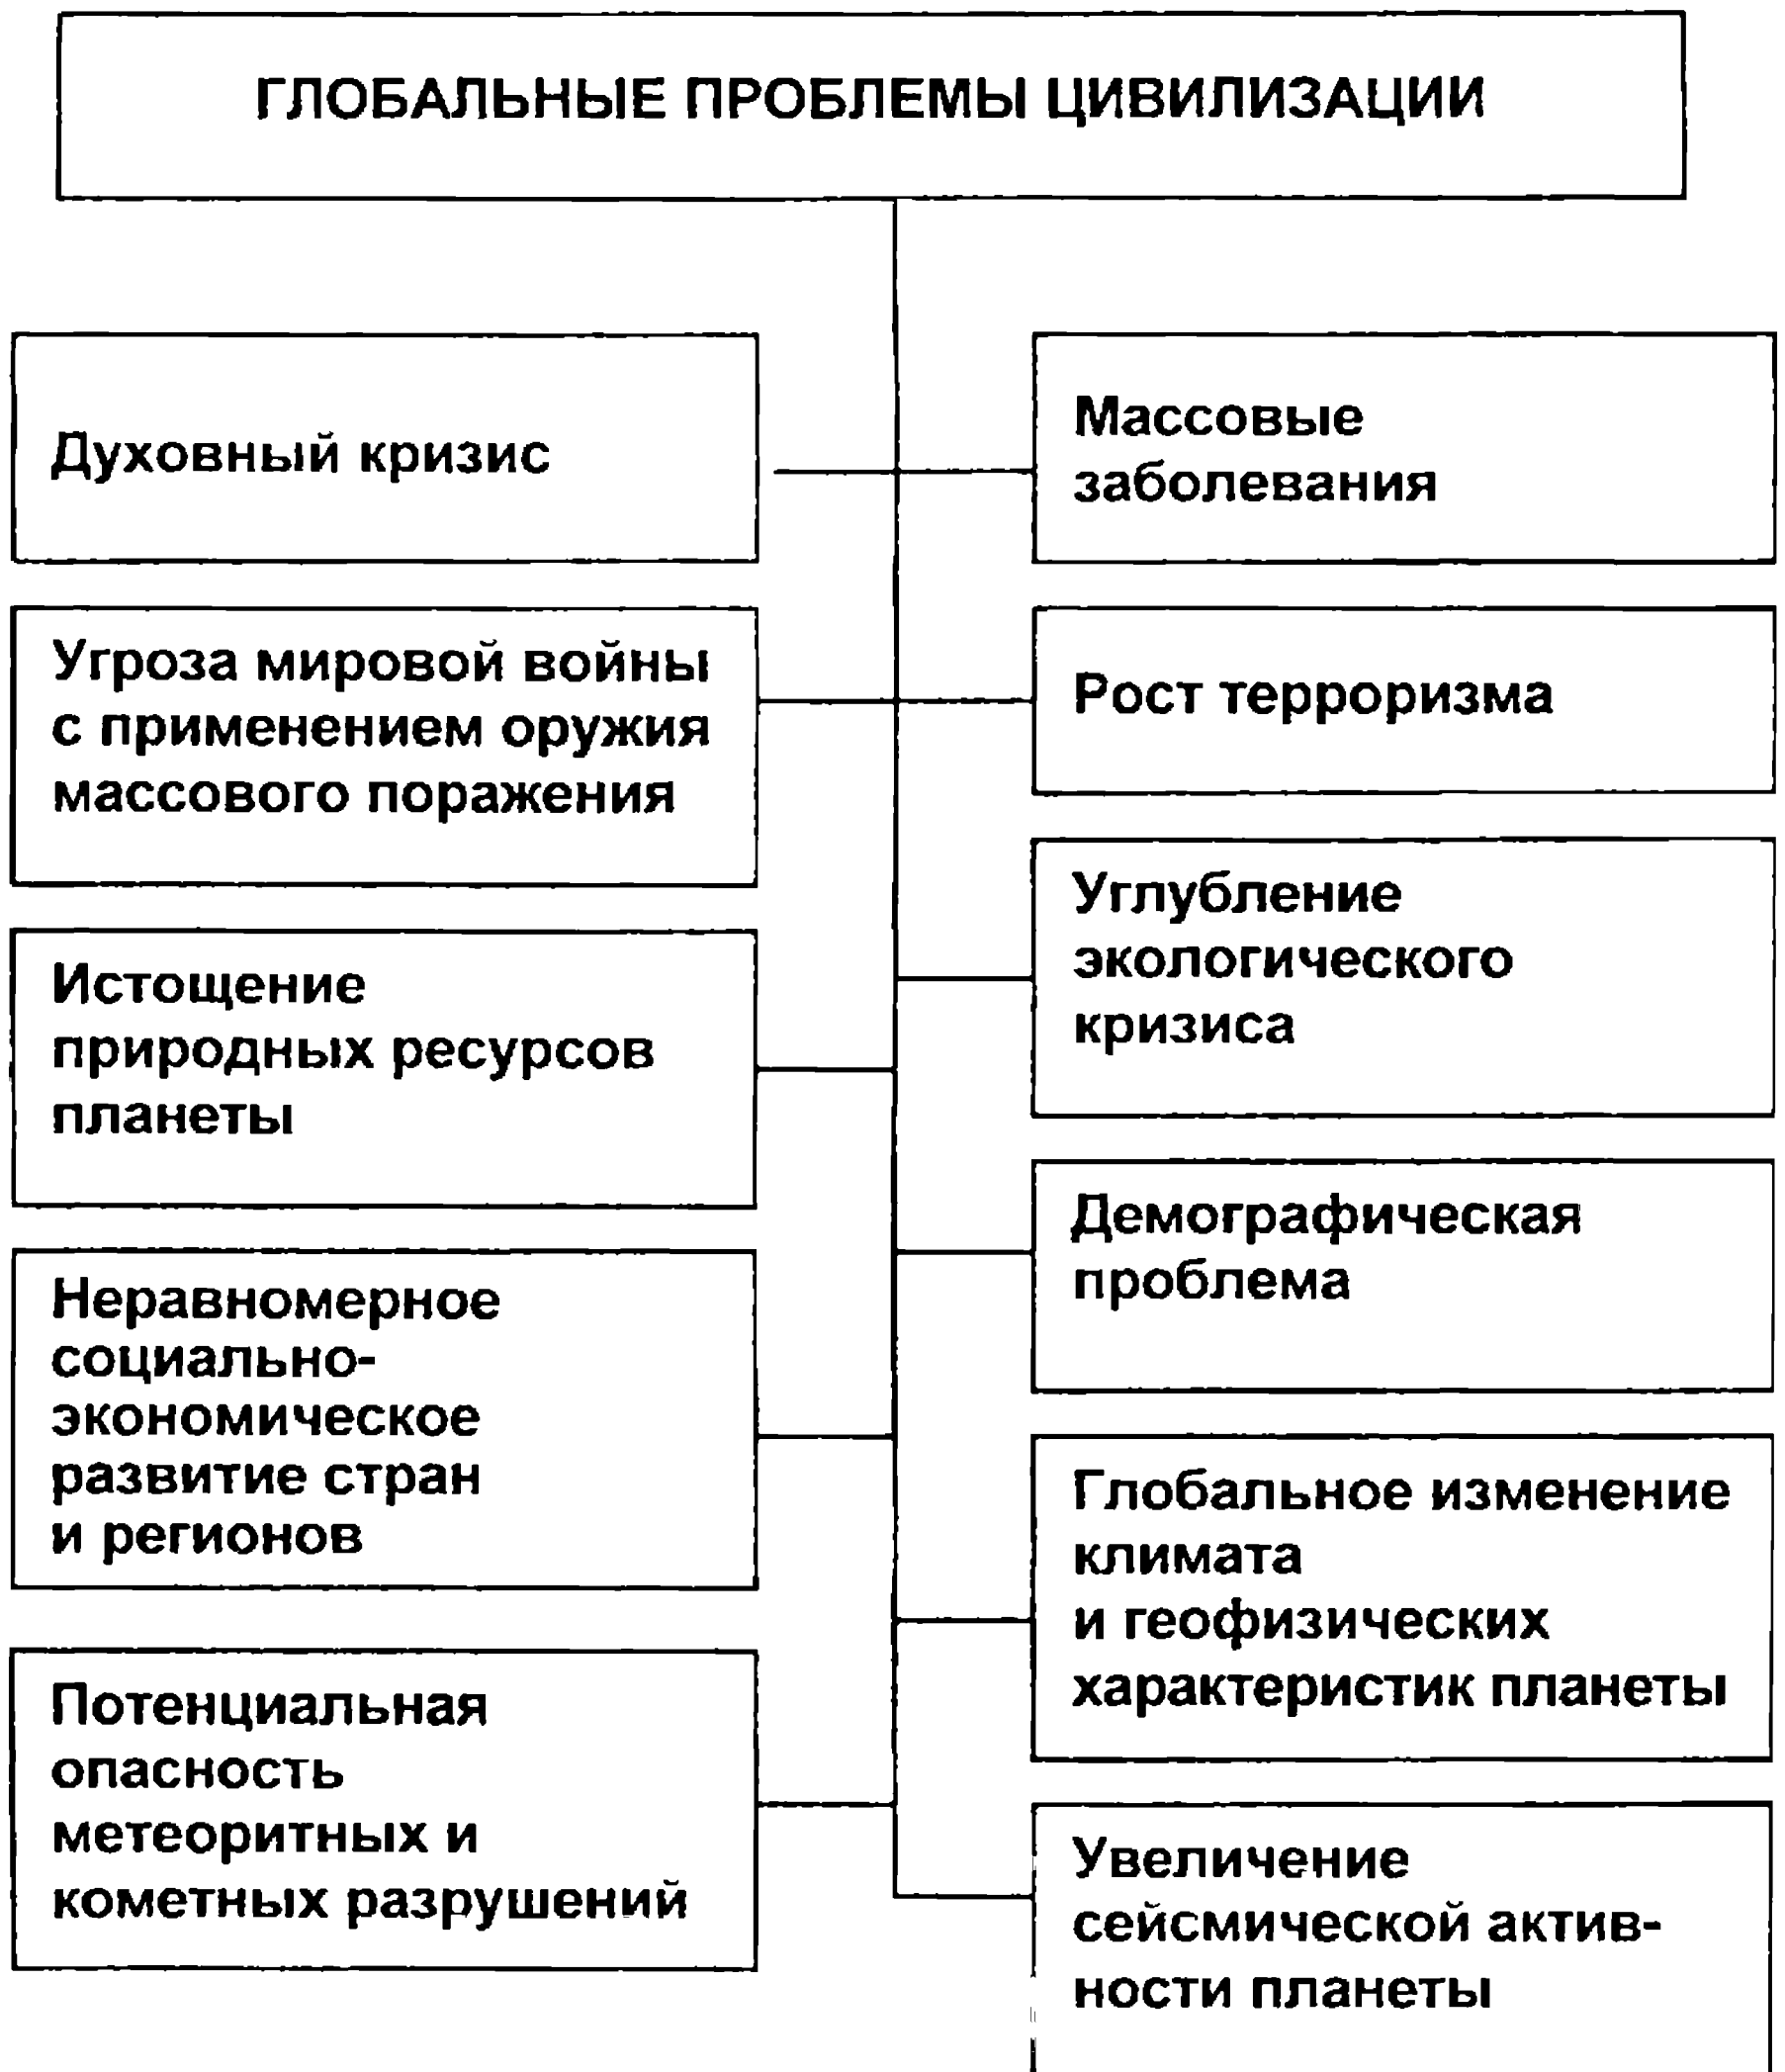 ГЛОБАЛЬНЫЕ ПРОБЛЕМЫ ЦИВИЛИЗАЦИИ
Духовный кризис
Угроза мировой войны
с применением оружия
массового поражения
Истощение
природных ресурсов
планеты
Неравномерное
социально-
экономическое
развитие стран
и регионов
Потенциальная
опасность
метеоритных и
кометных разрушений
Массовые
заболевания
Рост терроризма
Углубление
экологического
кризиса
Демографическая
проблема
Глобальное изменение
климата
и геофизических
характеристик планеты
Увеличение
сейсмической актив-
ности планеты